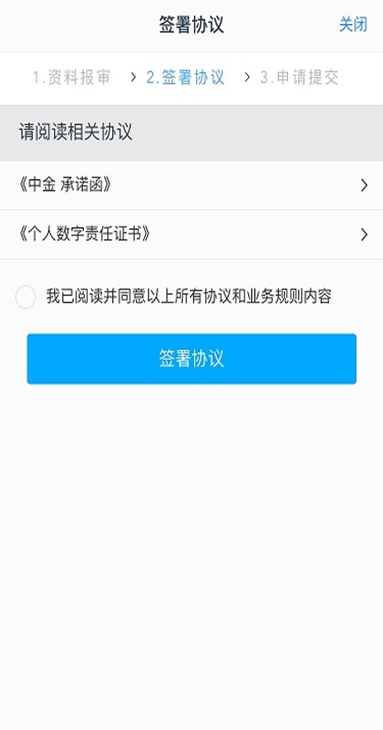 签署协议 关闭
1.资料报审 > 2.签署协议 > 3.申请提交
请阅读相关协议
《中金 承诺函》
《个人数字责任证书》
我已阅读并同意以上所有协议和业务规则内容
签署协议